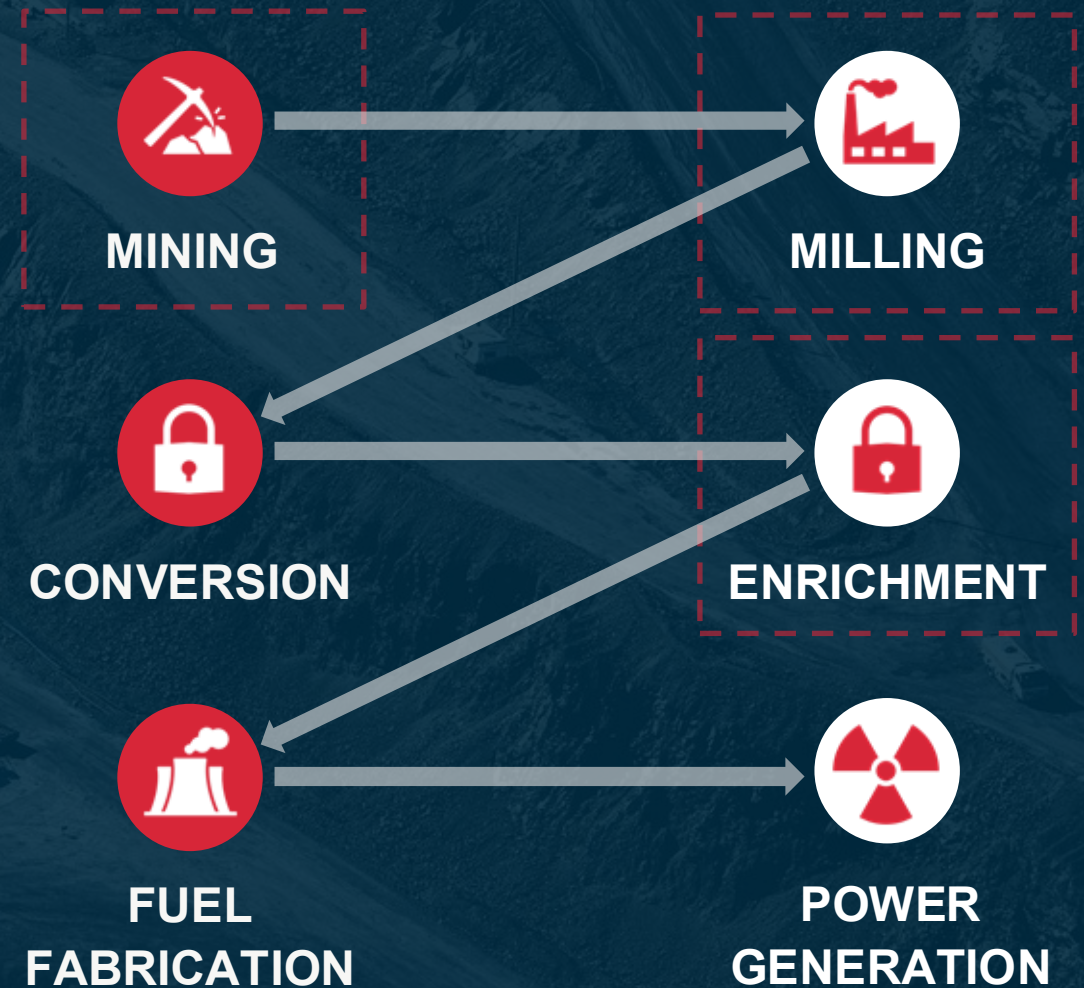 MINING
MILLING
CONVERSION
ENRICHMENT
FUEL
FABRICATION
POWER
GENERATION